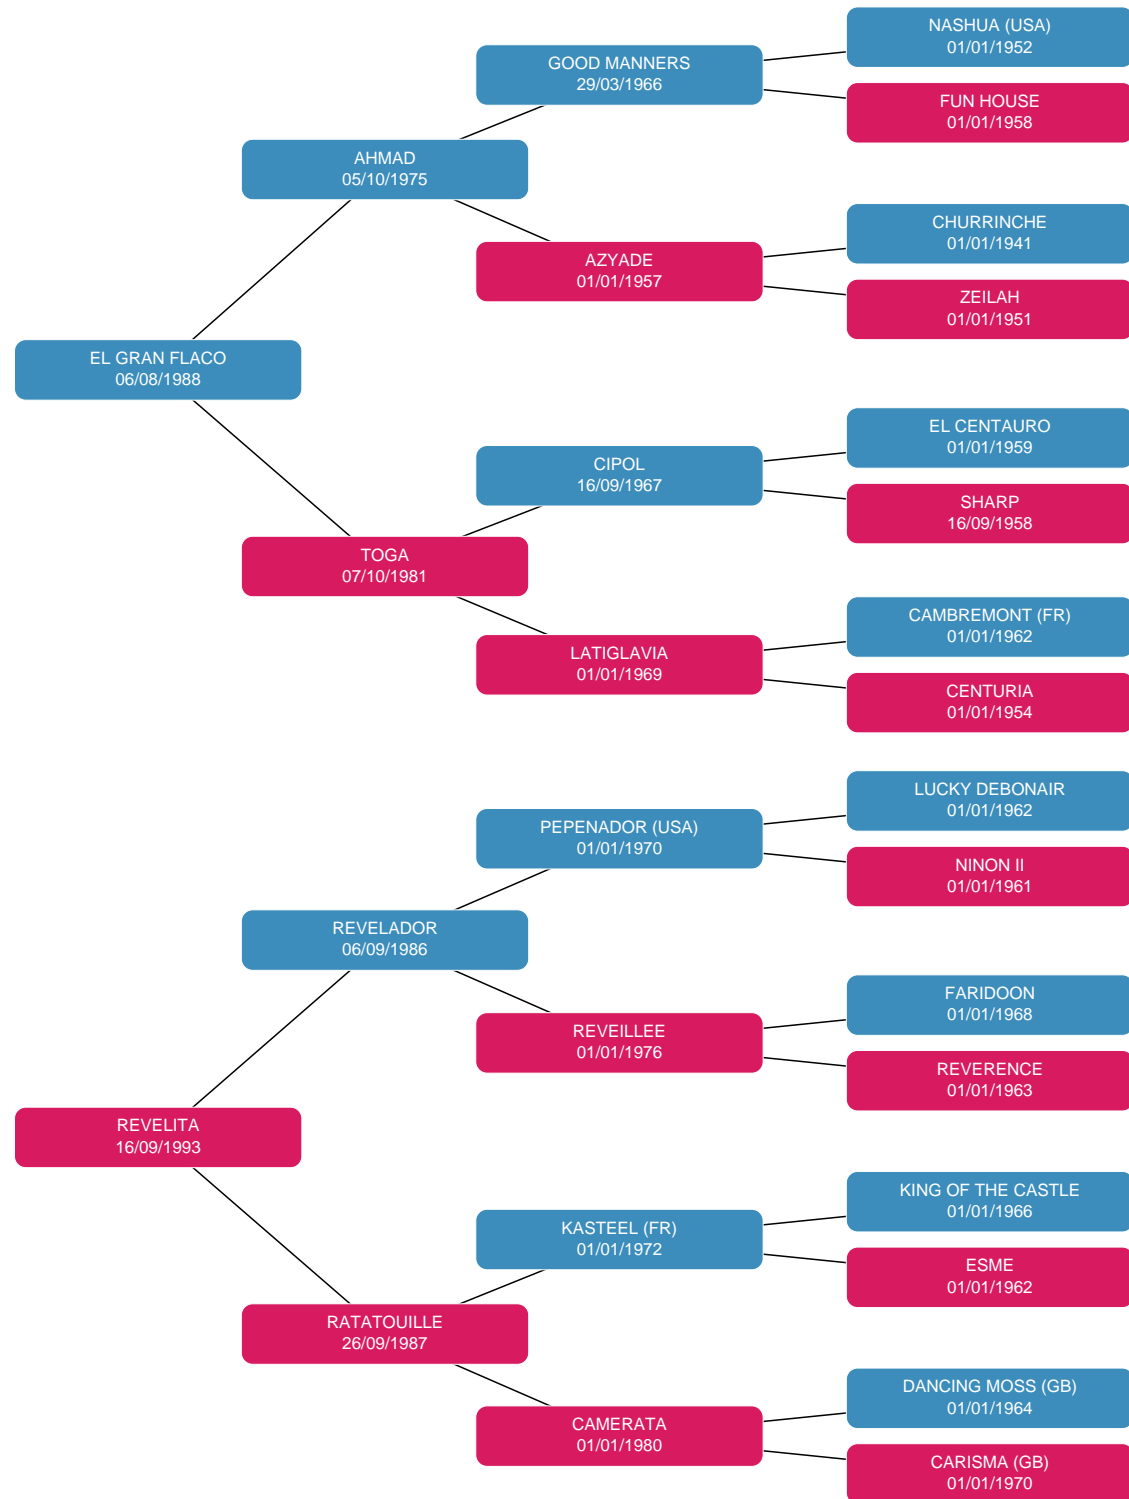 NASHUA (USA)
01/01/1952
GOOD MANNERS
29/03/1966
FUN HOUSE
01/01/1958
AHMAD
05/10/1975
CHURRINCHE
01/01/1941
AZYADE
01/01/1957
ZEILAH
01/01/1951
EL GRAN FLACO
06/08/1988
EL CENTAURO
01/01/1959
CIPOL
16/09/1967
SHARP
16/09/1958
TOGA
07/10/1981
CAMBREMONT (FR)
01/01/1962
LATIGLAVIA
01/01/1969
CENTURIA
01/01/1954
LUCKY DEBONAIR
01/01/1962
PEPENADOR (USA)
01/01/1970
NINON II
01/01/1961
REVELADOR
06/09/1986
FARIDOON
01/01/1968
REVEILLEE
01/01/1976
REVERENCE
01/01/1963
REVELITA
16/09/1993
KING OF THE CASTLE
01/01/1966
KASTEEL (FR)
01/01/1972
ESME
01/01/1962
RATATOUILLE
26/09/1987
DANCING MOSS (GB)
01/01/1964
CAMERATA
01/01/1980
CARISMA (GB)
01/01/1970